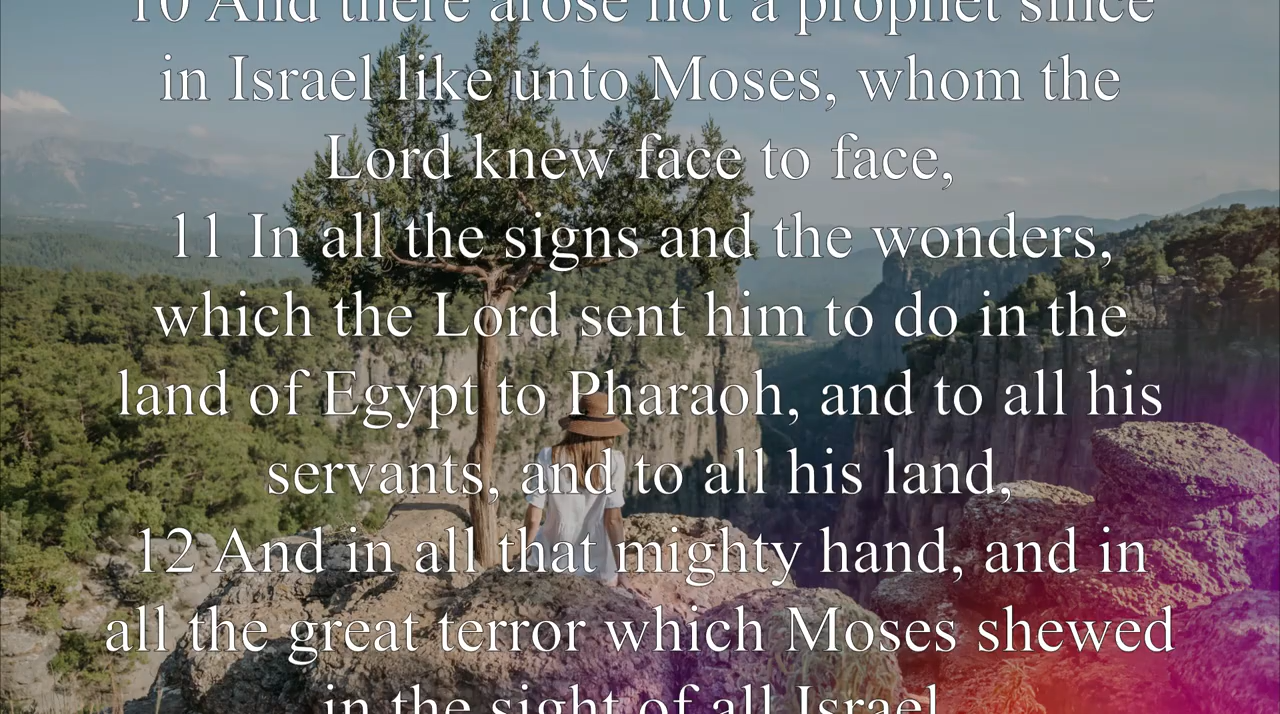 10 And there arose not a prophet since
in Israel like unto Moses, whom the
Lord knew face to face,
11 In all the signs and the wonders,
which the Lord sent him to do in the
land of Egypt to Pharaoh, and to all his
servants, and to all his land,
12 And in all that mighty hand, and in
all the great terror which Moses shewed
in the sight of all Israel